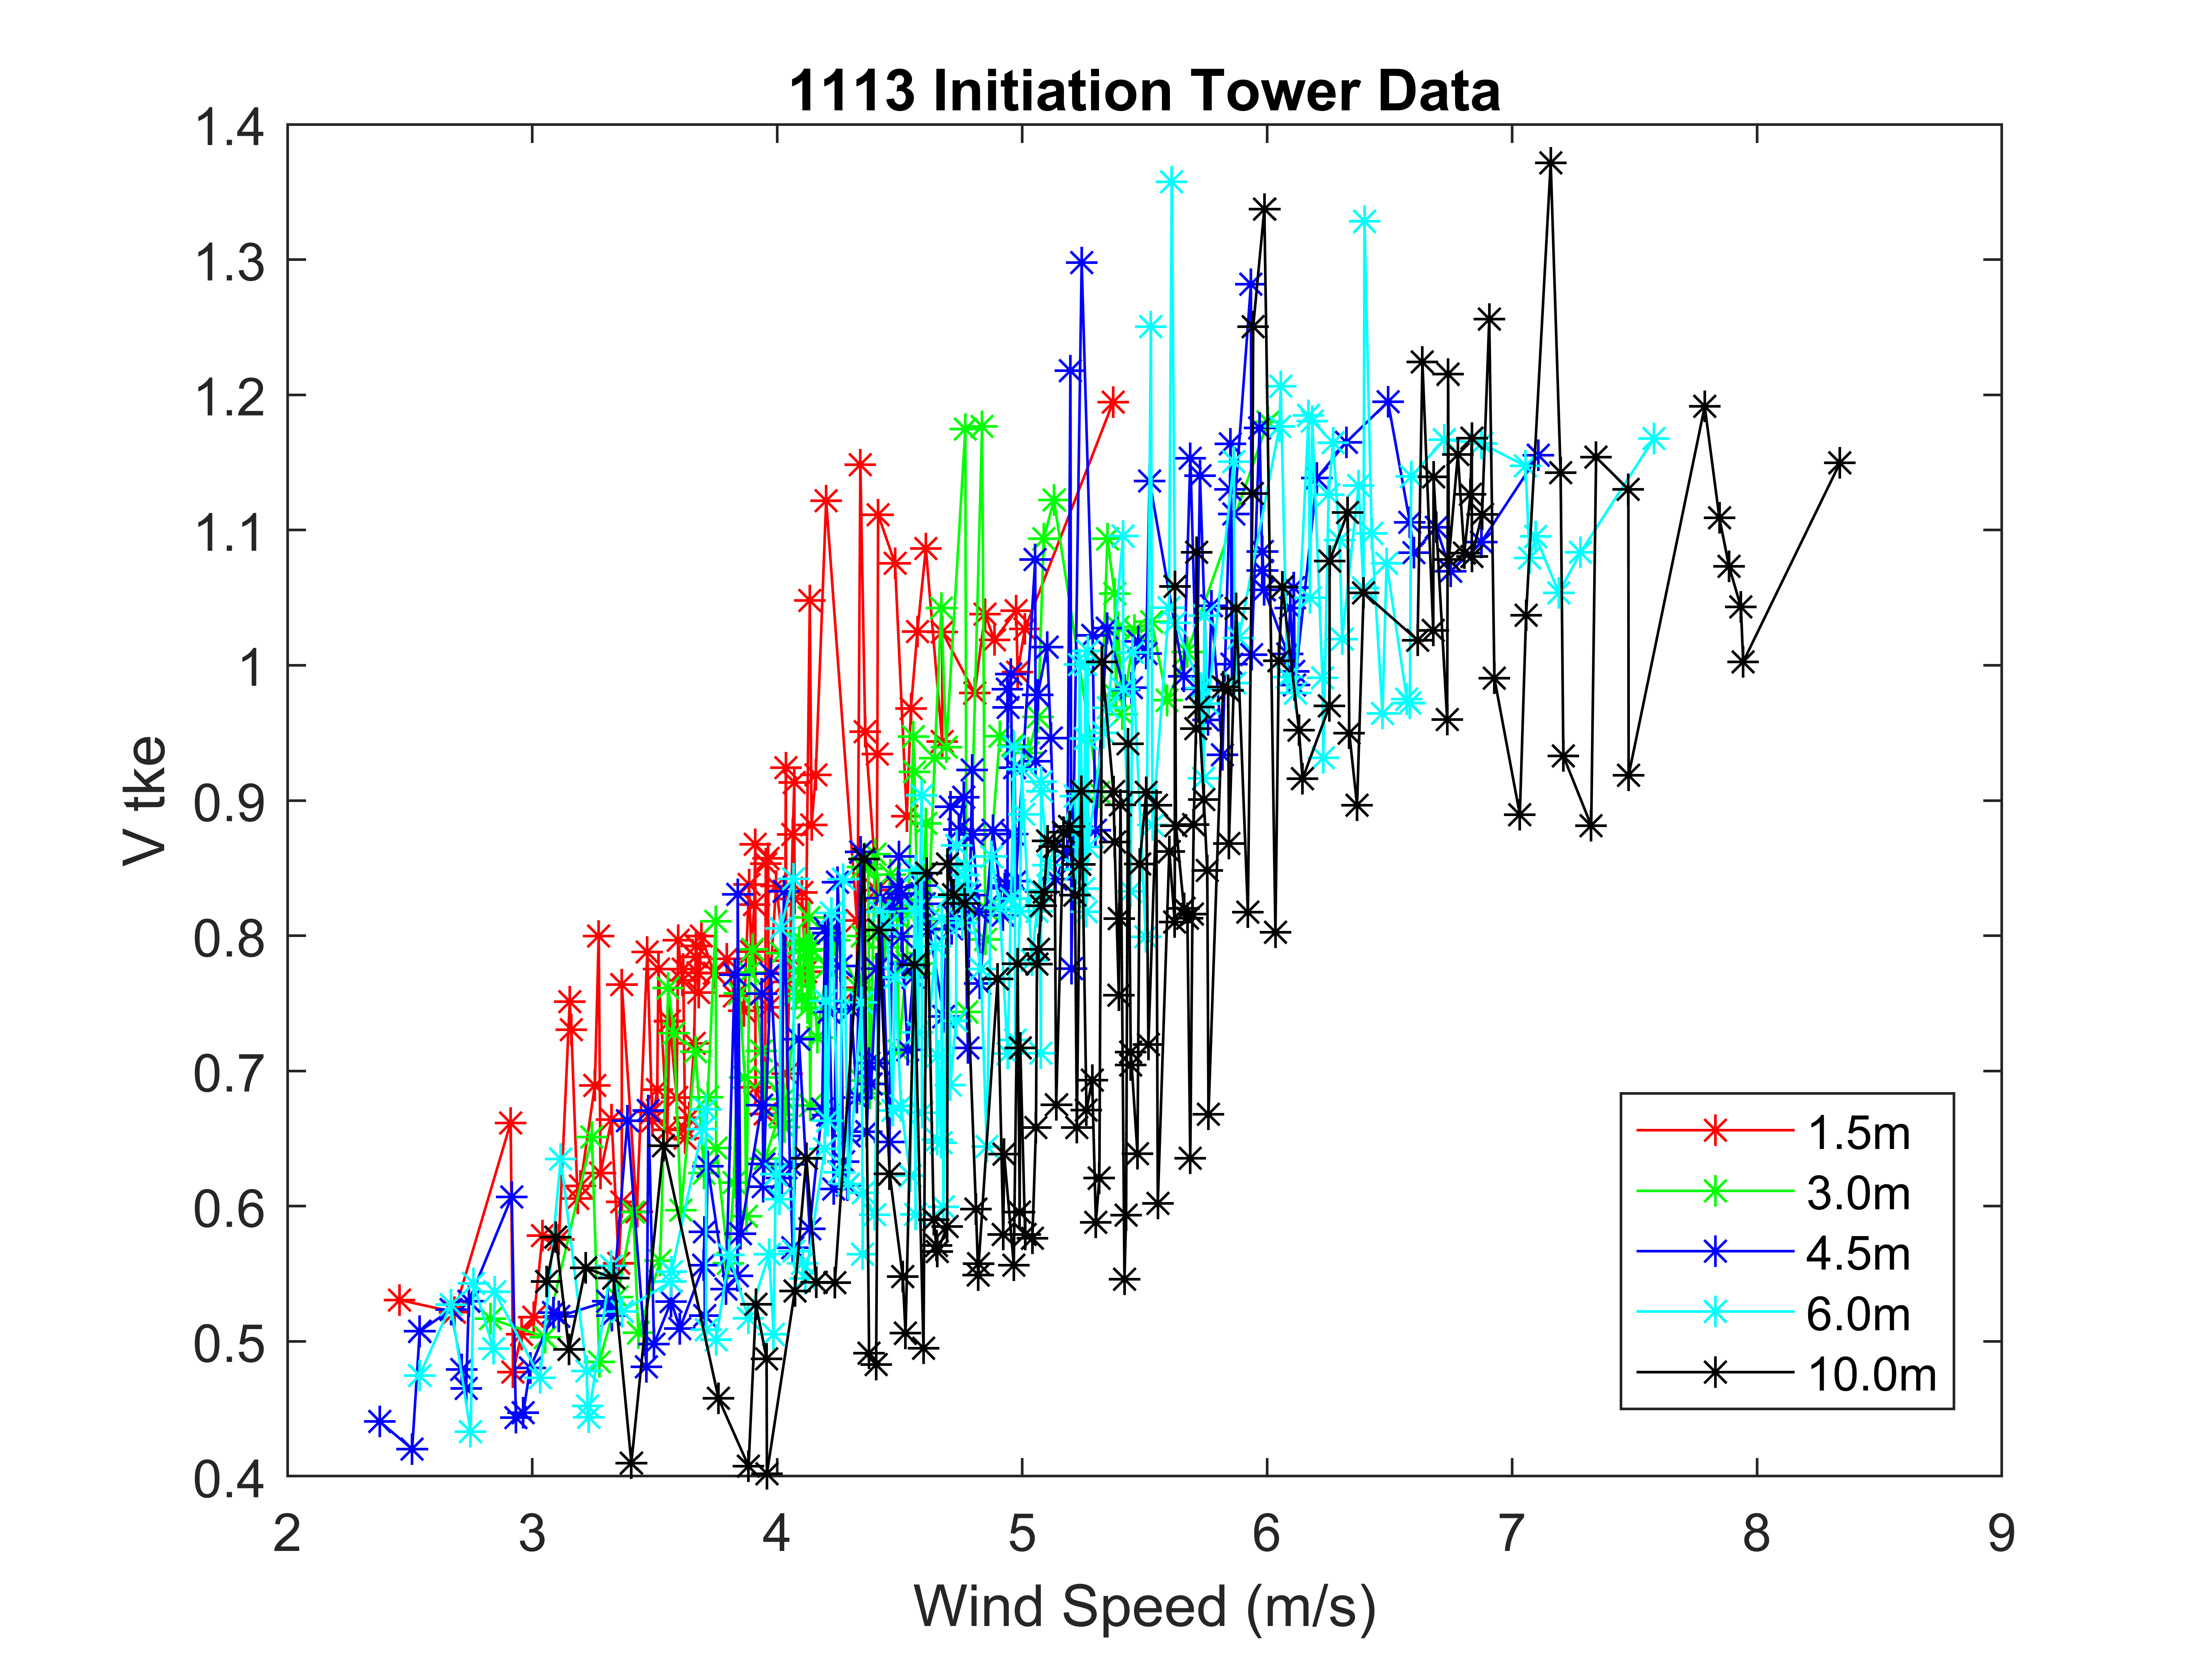 1113 Initiation Tower Data
1.4
1.3
1.2
1.1
1
0.9
0.8
0.7
0.6
0.5
0.4
V tke
2 3 4 5 6 7 8 9
Wind Speed (m/s)
1.5m
3.0m
4.5m
6.0m
10.0m